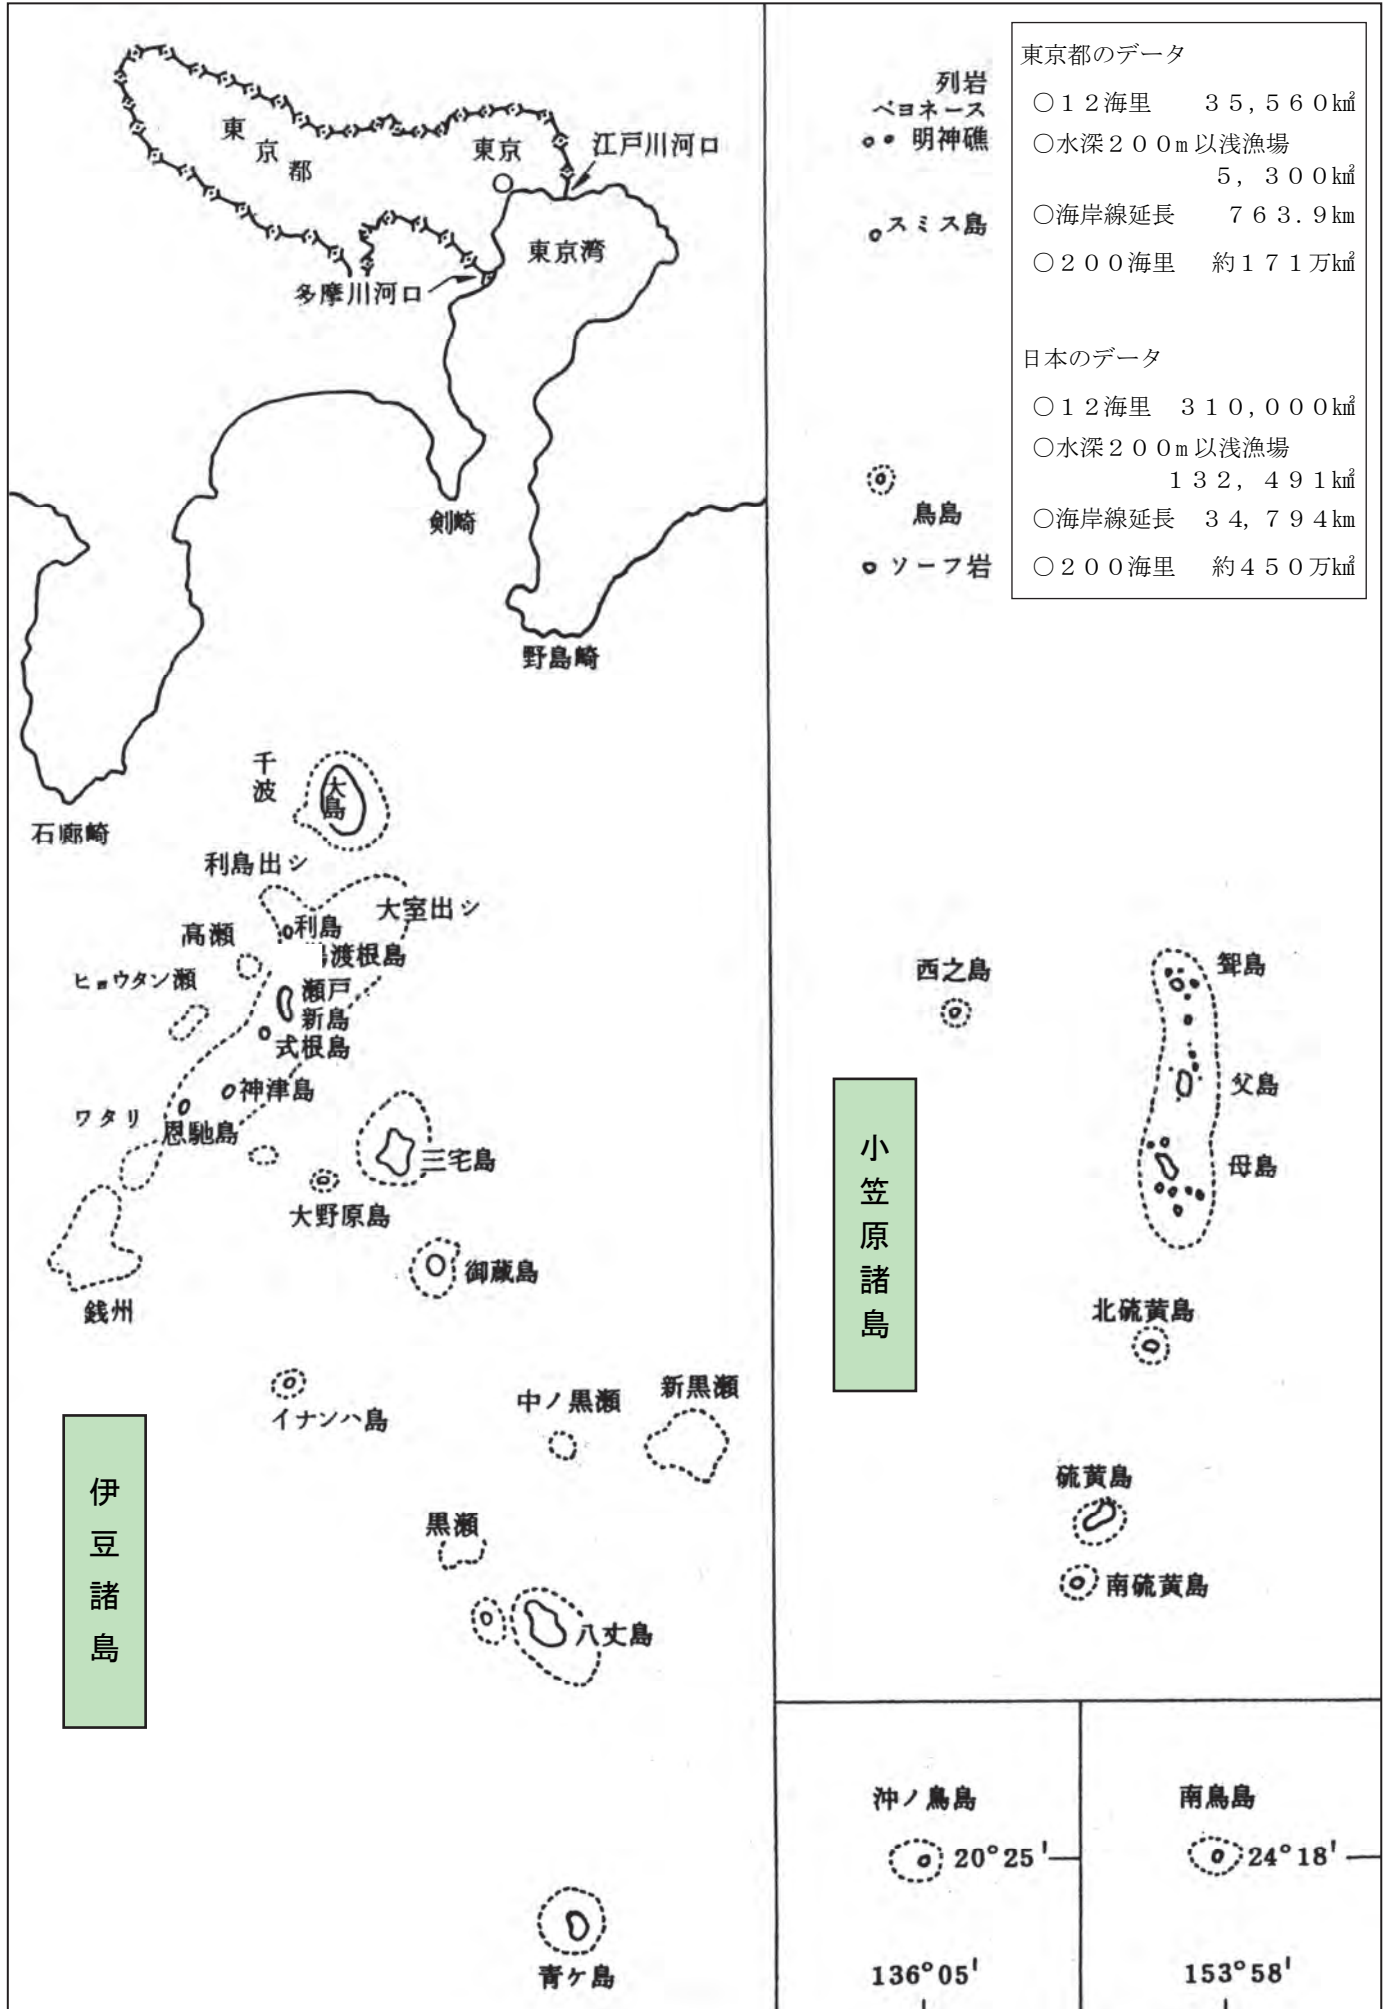 東京都
東京
江戸川河口
東京湾
多摩川河口
剣崎
野島崎
石廊崎
千波
大島
利島出シ
大室出シ
利島
高瀬
渡根島
ヒョウタン瀬
瀬戸
新島
式根島
神津島
ワタリ
恩馳島
三宅島
大野原島
御蔵島
銭州
イナンハ島
中ノ黒瀬
新黒瀬
黒瀬
八丈島
青ケ島
伊豆諸島
列岩
ベヨネース
明神礁
スミス島
鳥島
ソーフ岩
東京都のデータ
○12海里 35,560㎢
○水深200m以浅漁場
5,300㎢
○海岸線延長 763.9㎞
○200海里 約171万㎢
日本のデータ
○12海里 310,000㎢
○水深200m以浅漁場
132,491㎢
○海岸線延長 34,794㎞
○200海里 約450万㎢
西之島
聟島
父島
母島
小笠原諸島
北硫黄島
硫黄島
南硫黄島
沖ノ鳥島
20°25'
136°05'
南鳥島
24°18'
153°58'